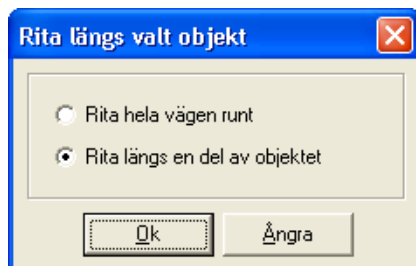 Rita längs valt objekt
Rita hela vägen runt
Rita längs en del av objektet
Ok
Ångra